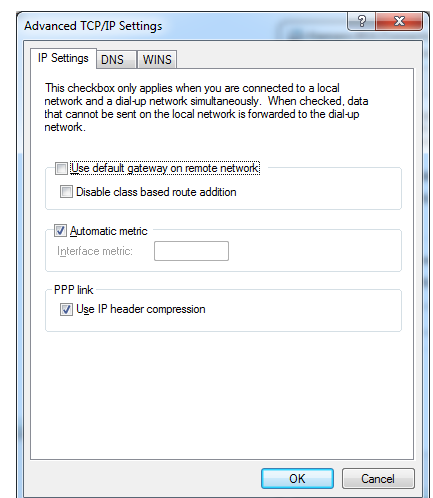 Advanced TCP/IP Settings
IP Settings DNS WINS
This checkbox only applies when you are connected to a local
network and a dial-up network simultaneously. When checked, data
that cannot be sent on the local network is forwarded to the dial-up
network.
Use default gateway on remote network
Disable class based route addition
Automatic metric
Interface metric:
PPP link
Use IP header compression
OK Cancel